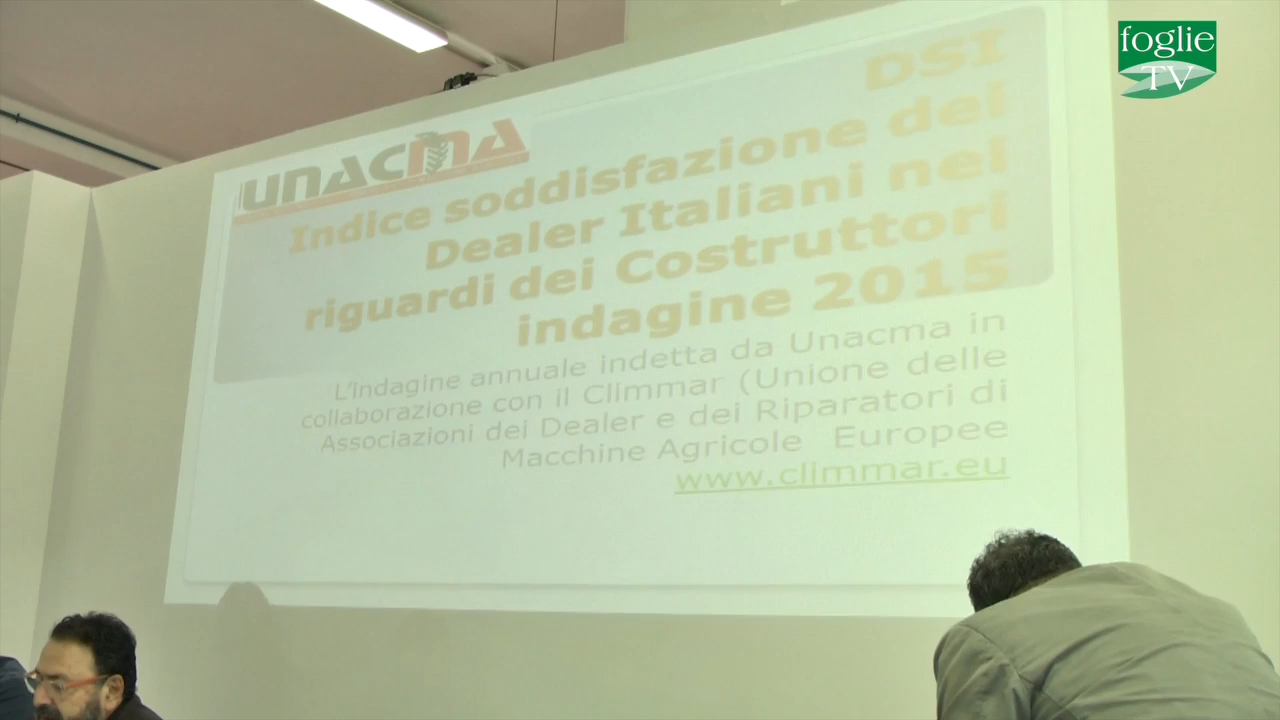 foglie
TV
UNACMA
DSI
Indice soddisfazione dei
Dealer Italiani nei
riguardi dei Costruttori
indagine 2015
L'Indagine annuale indetta da Unacma in
collaborazione con il Climmar (Unione delle
Associazioni dei Dealer e dei Riparatori di
Macchine Agricole Europee
www.climmar.eu